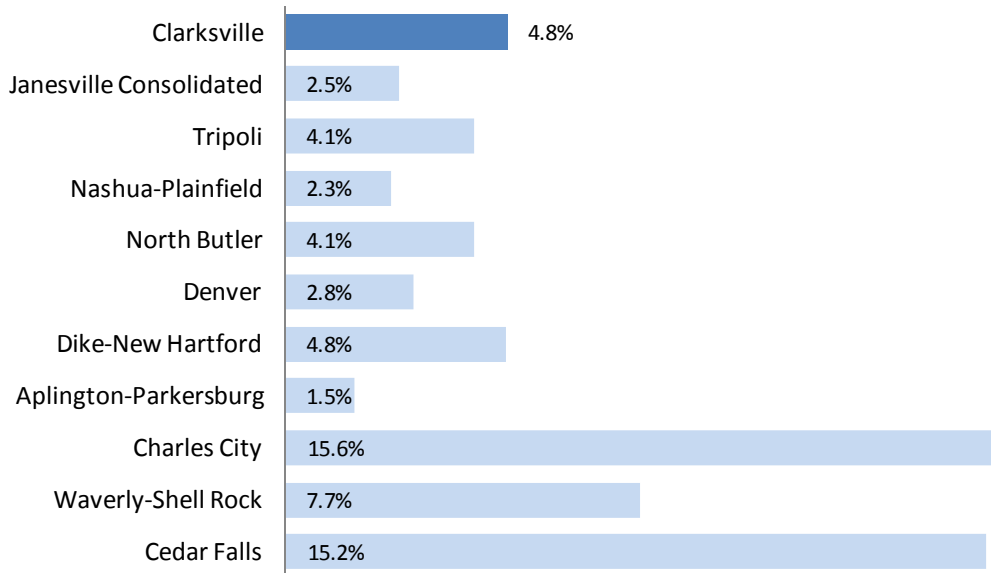 Clarksville 4.8%
Janesville Consolidated 2.5%
Tripoli 4.1%
Nashua-Plainfield 2.3%
North Butler 4.1%
Denver 2.8%
Dike-New Hartford 4.8%
Aplington-Parkersburg 1.5%
Charles City 15.6%
Waverly-Shell Rock 7.7%
Cedar Falls 15.2%